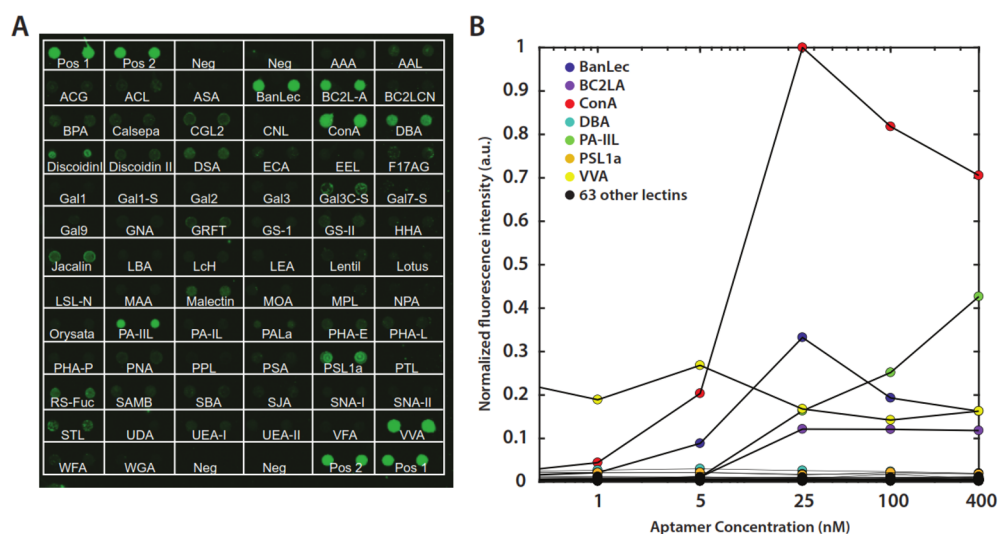 A
Pos 1 Pos 2 Neg Neg AAA AAL
ACG ACL ASA BanLec BC2L-A BC2LCN
BPA Calsepa CGL2 CNL ConA DBA
DiscoidinI Discoidin II DSA ECA EEL F17AG
Gal1 Gal1-S Gal2 Gal3 Gal3C-S Gal7-S
Gal9 GNA GRFT GS-1 GS-II HHA
Jacalin LBA LcH LEA Lentil Lotus
LSL-N MAA Malectin MOA MPL NPA
Orysata PA-IIL PA-IL PALa PHA-E PHA-L
PHA-P PNA PPL PSA PSL1a PTL
RS-Fuc SAMB SBA SJA SNA-I SNA-II
STL UDA UEA-I UEA-II VFA VVA
WFA WGA Neg Neg Pos 2 Pos 1
B
Normalized fluorescence intensity (a.u.)
1
0.9
0.8
0.7
0.6
0.5
0.4
0.3
0.2
0.1
0
BanLec
BC2LA
ConA
DBA
PA-IIL
PSL1a
VVA
63 other lectins
1 5 25 100 400
Aptamer Concentration (nM)